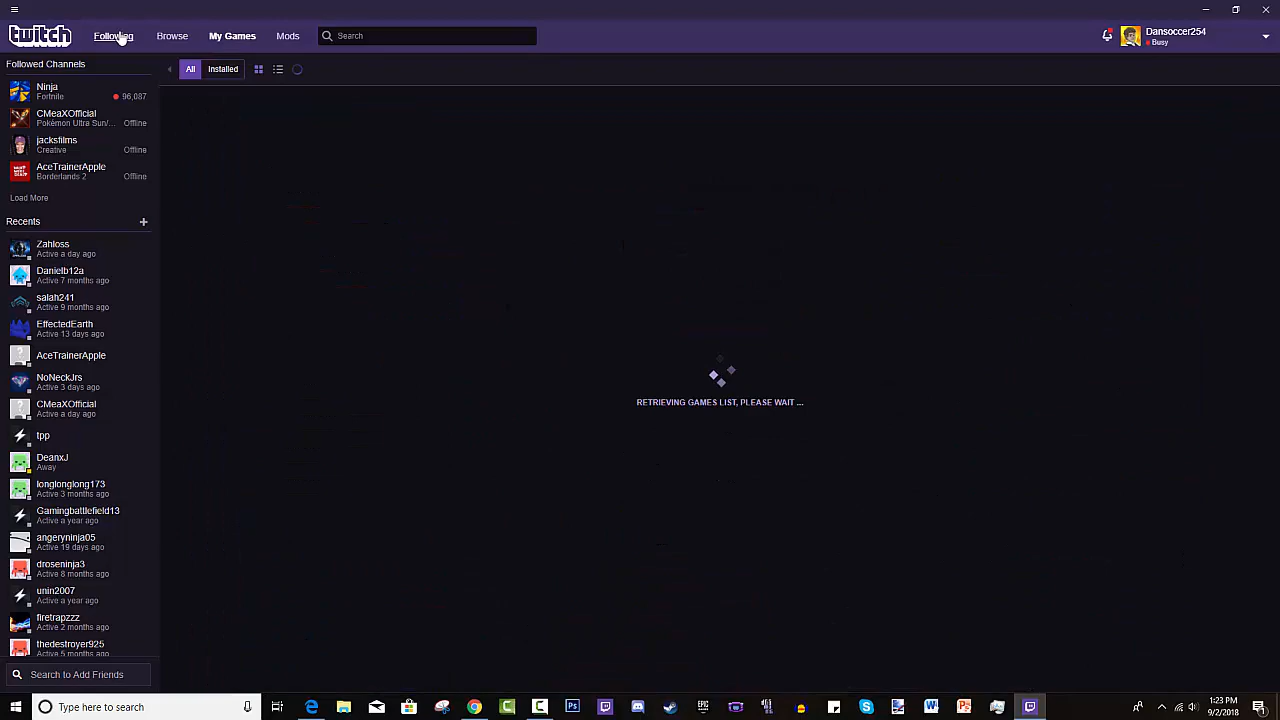 twitch Following Browse My Games Mods Search Dansoccer254
Busy
Followed Channels
All Installed
Ninja
Fortnite 96,087
CMeaXOfficial
Pokémon Ultra Sun/... Offline
jacksfilms
Creative Offline
AceTrainerApple
Borderlands 2 Offline
Load More
Recents +
Zahloss
Active a day ago
Danielb12a
Active 7 months ago
salah241
Active 9 months ago
EffectedEarth
Active 13 days ago
AceTrainerApple
NoNeckJrs
Active 3 days ago
CMeaXOfficial
Active a day ago
tpp
DeanxJ
Away
longlonglong173
Active 3 months ago
Gamingbattlefield13
Active a year ago
angeryninja05
Active 19 days ago
droseninja3
Active 8 months ago
unin2007
Active a year ago
firetrapzzz
Active 2 months ago
thedestroyer925
Search to Add Friends
RETRIEVING GAMES LIST, PLEASE WAIT ...
Type here to search
1:23 PM
9/2/2018